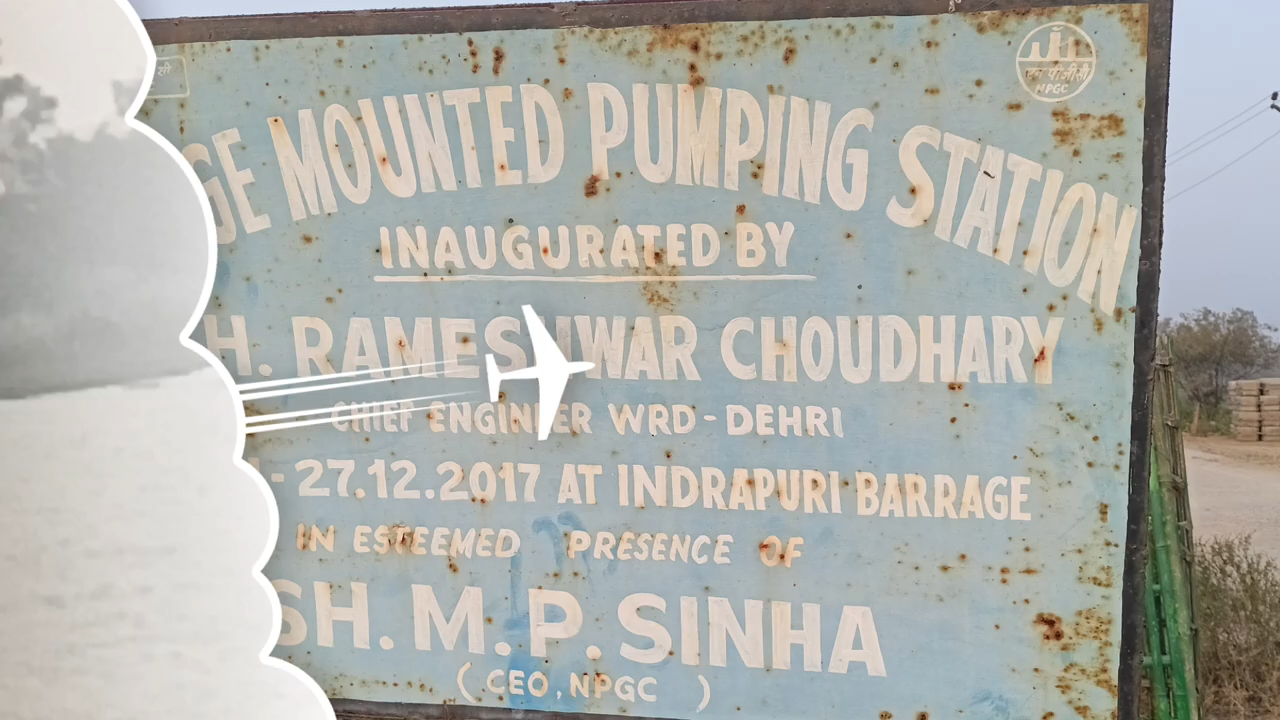 एन पीजीसी
NPGC
GE MOUNTED PUMPING STATION
INAUGURATED BY
H. RAMESHWAR CHOUDHARY
CHIEF ENGINEER WRD-DEHRI
- 27.12.2017 AT INDRAPURI BARRAGE
IN ESTEEMED PRESENCE OF
SH. M. P. SINHA
( CEO, NPGC )